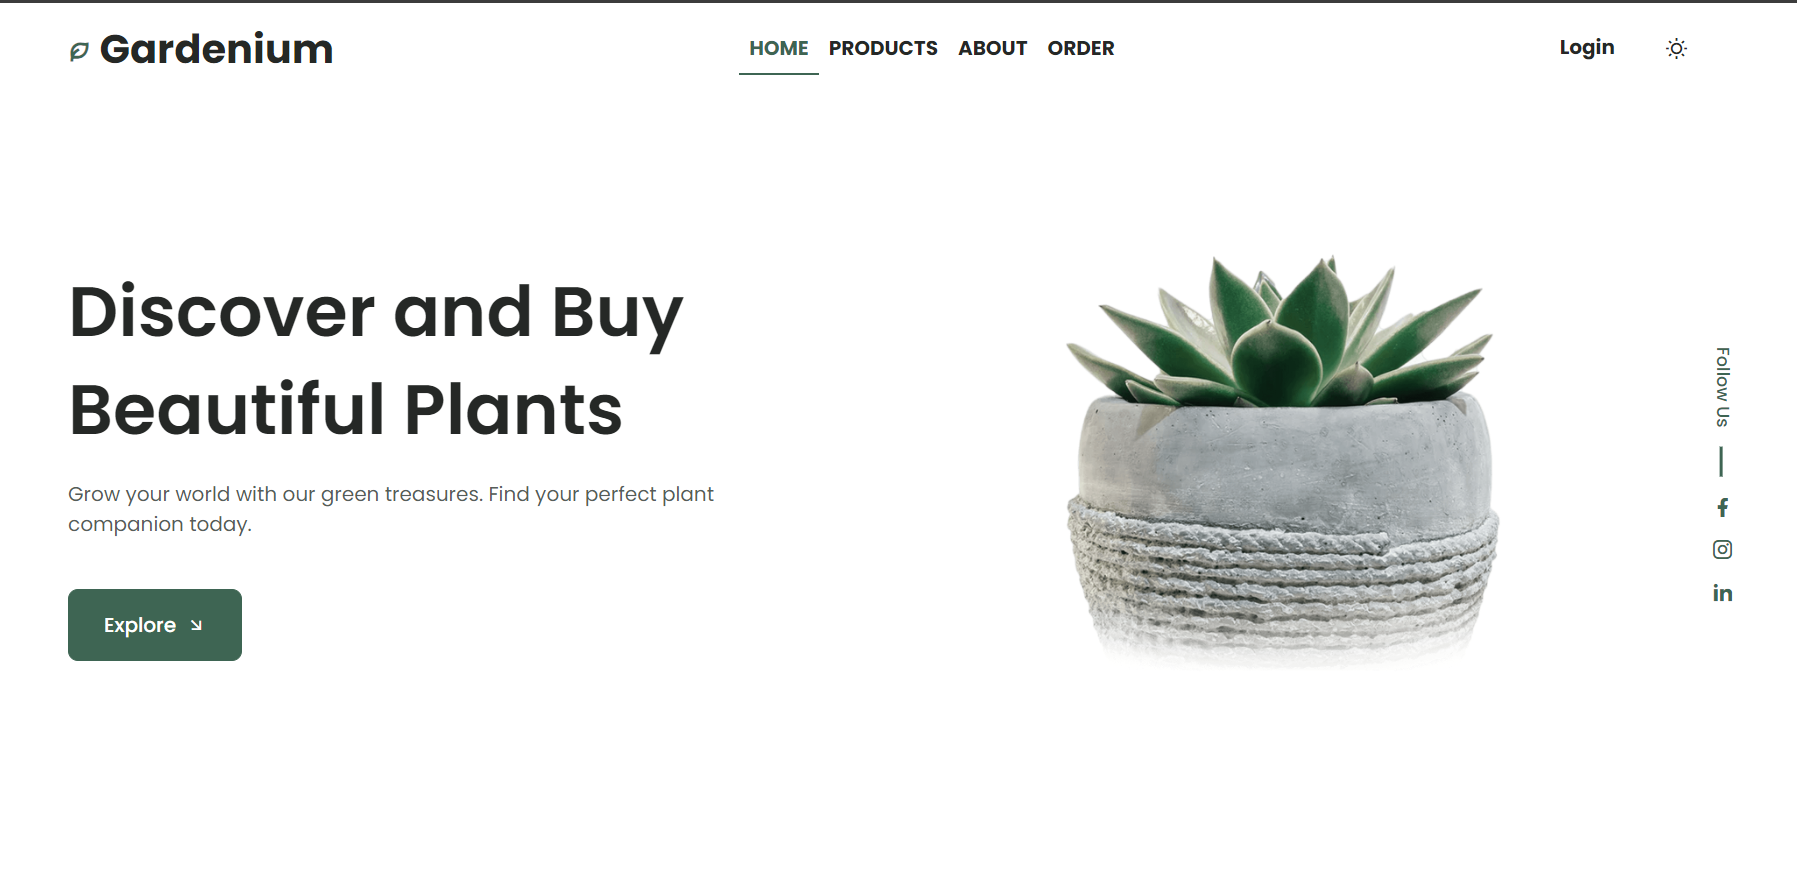 Gardenium
HOME PRODUCTS ABOUT ORDER
Login
Discover and Buy
Beautiful Plants
Grow your world with our green treasures. Find your perfect plant
companion today.
Explore
Follow Us